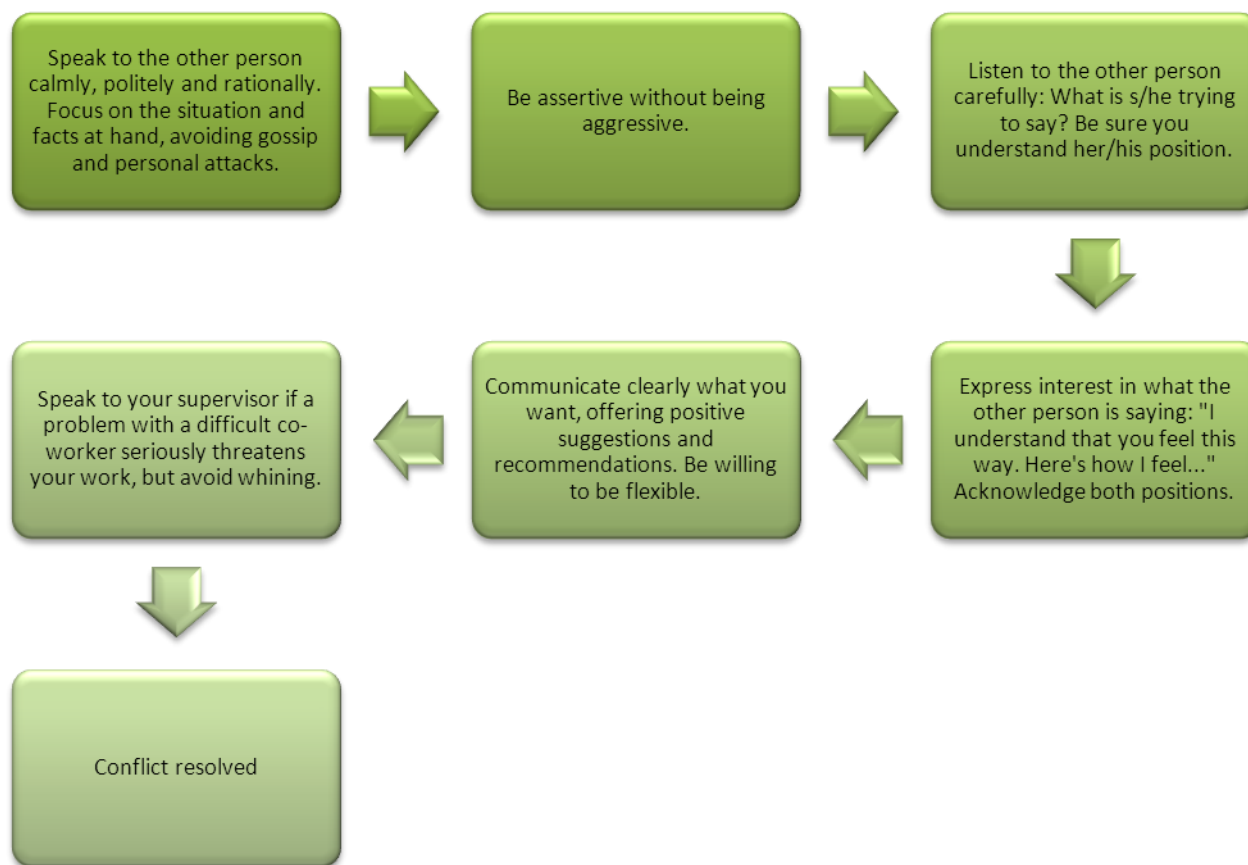 Speak to the other person
calmly, politely and rationally.
Focus on the situation and
facts at hand, avoiding gossip
and personal attacks.
Be assertive without being
aggressive.
Listen to the other person
carefully: What is s/he trying
to say? Be sure you
understand her/his position.
Express interest in what the
other person is saying: "I
understand that you feel this
way. Here's how I feel..."
Acknowledge both positions.
Communicate clearly what you
want, offering positive
suggestions and
recommendations. Be willing
to be flexible.
Speak to your supervisor if a
problem with a difficult co-
worker seriously threatens
your work, but avoid whining.
Conflict resolved